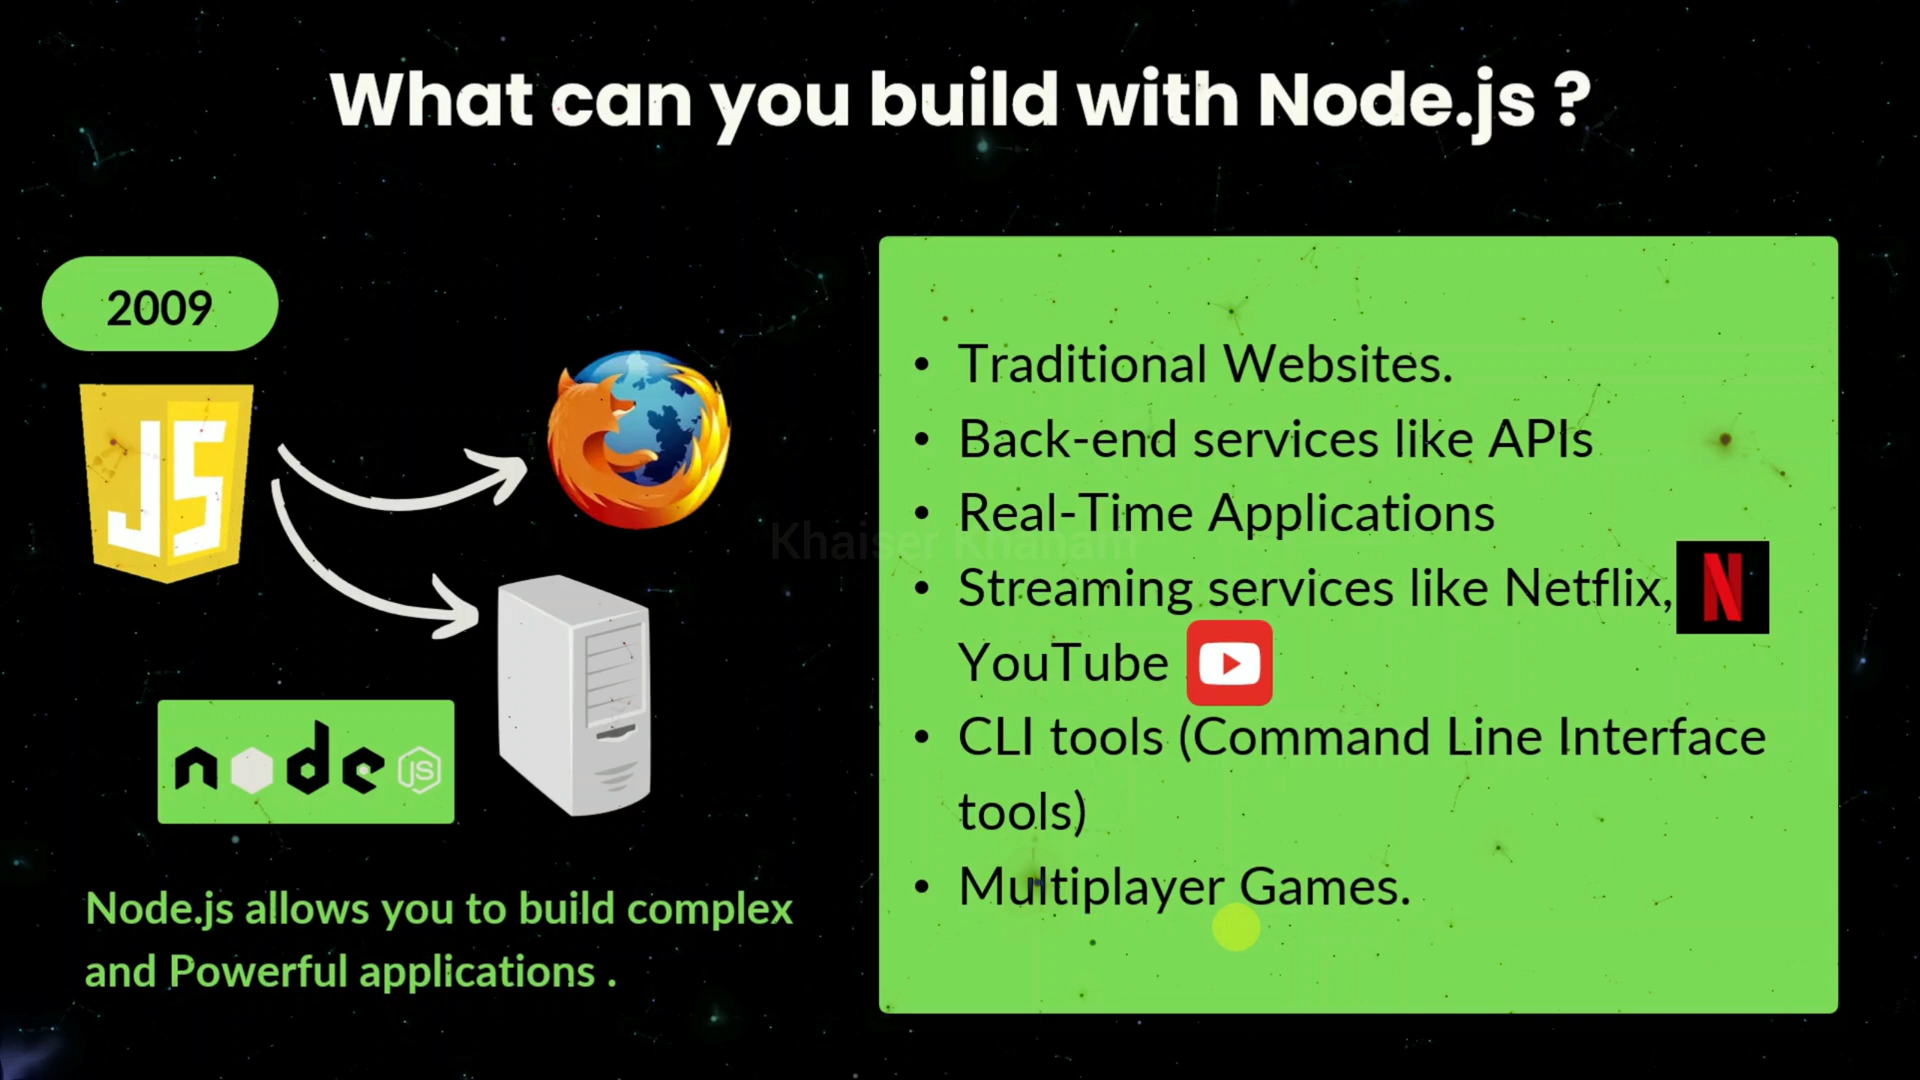 What can you build with Node.js ?
2009
JS
node JS
Node.js allows you to build complex
and Powerful applications .
• Traditional Websites.
• Back-end services like APIs
• Real-Time Applications
• Streaming services like Netflix, N
YouTube
• CLI tools (Command Line Interface
tools)
• Multiplayer Games.
Khaiser Khanam